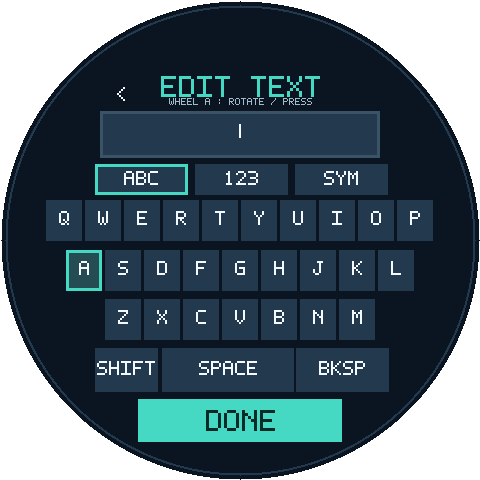 <
EDIT TEXT
WHEEL A : ROTATE / PRESS
ABC 123 SYM
Q W E R T Y U I O P
A S D F G H J K L
Z X C V B N M
SHIFT SPACE BKSP
DONE